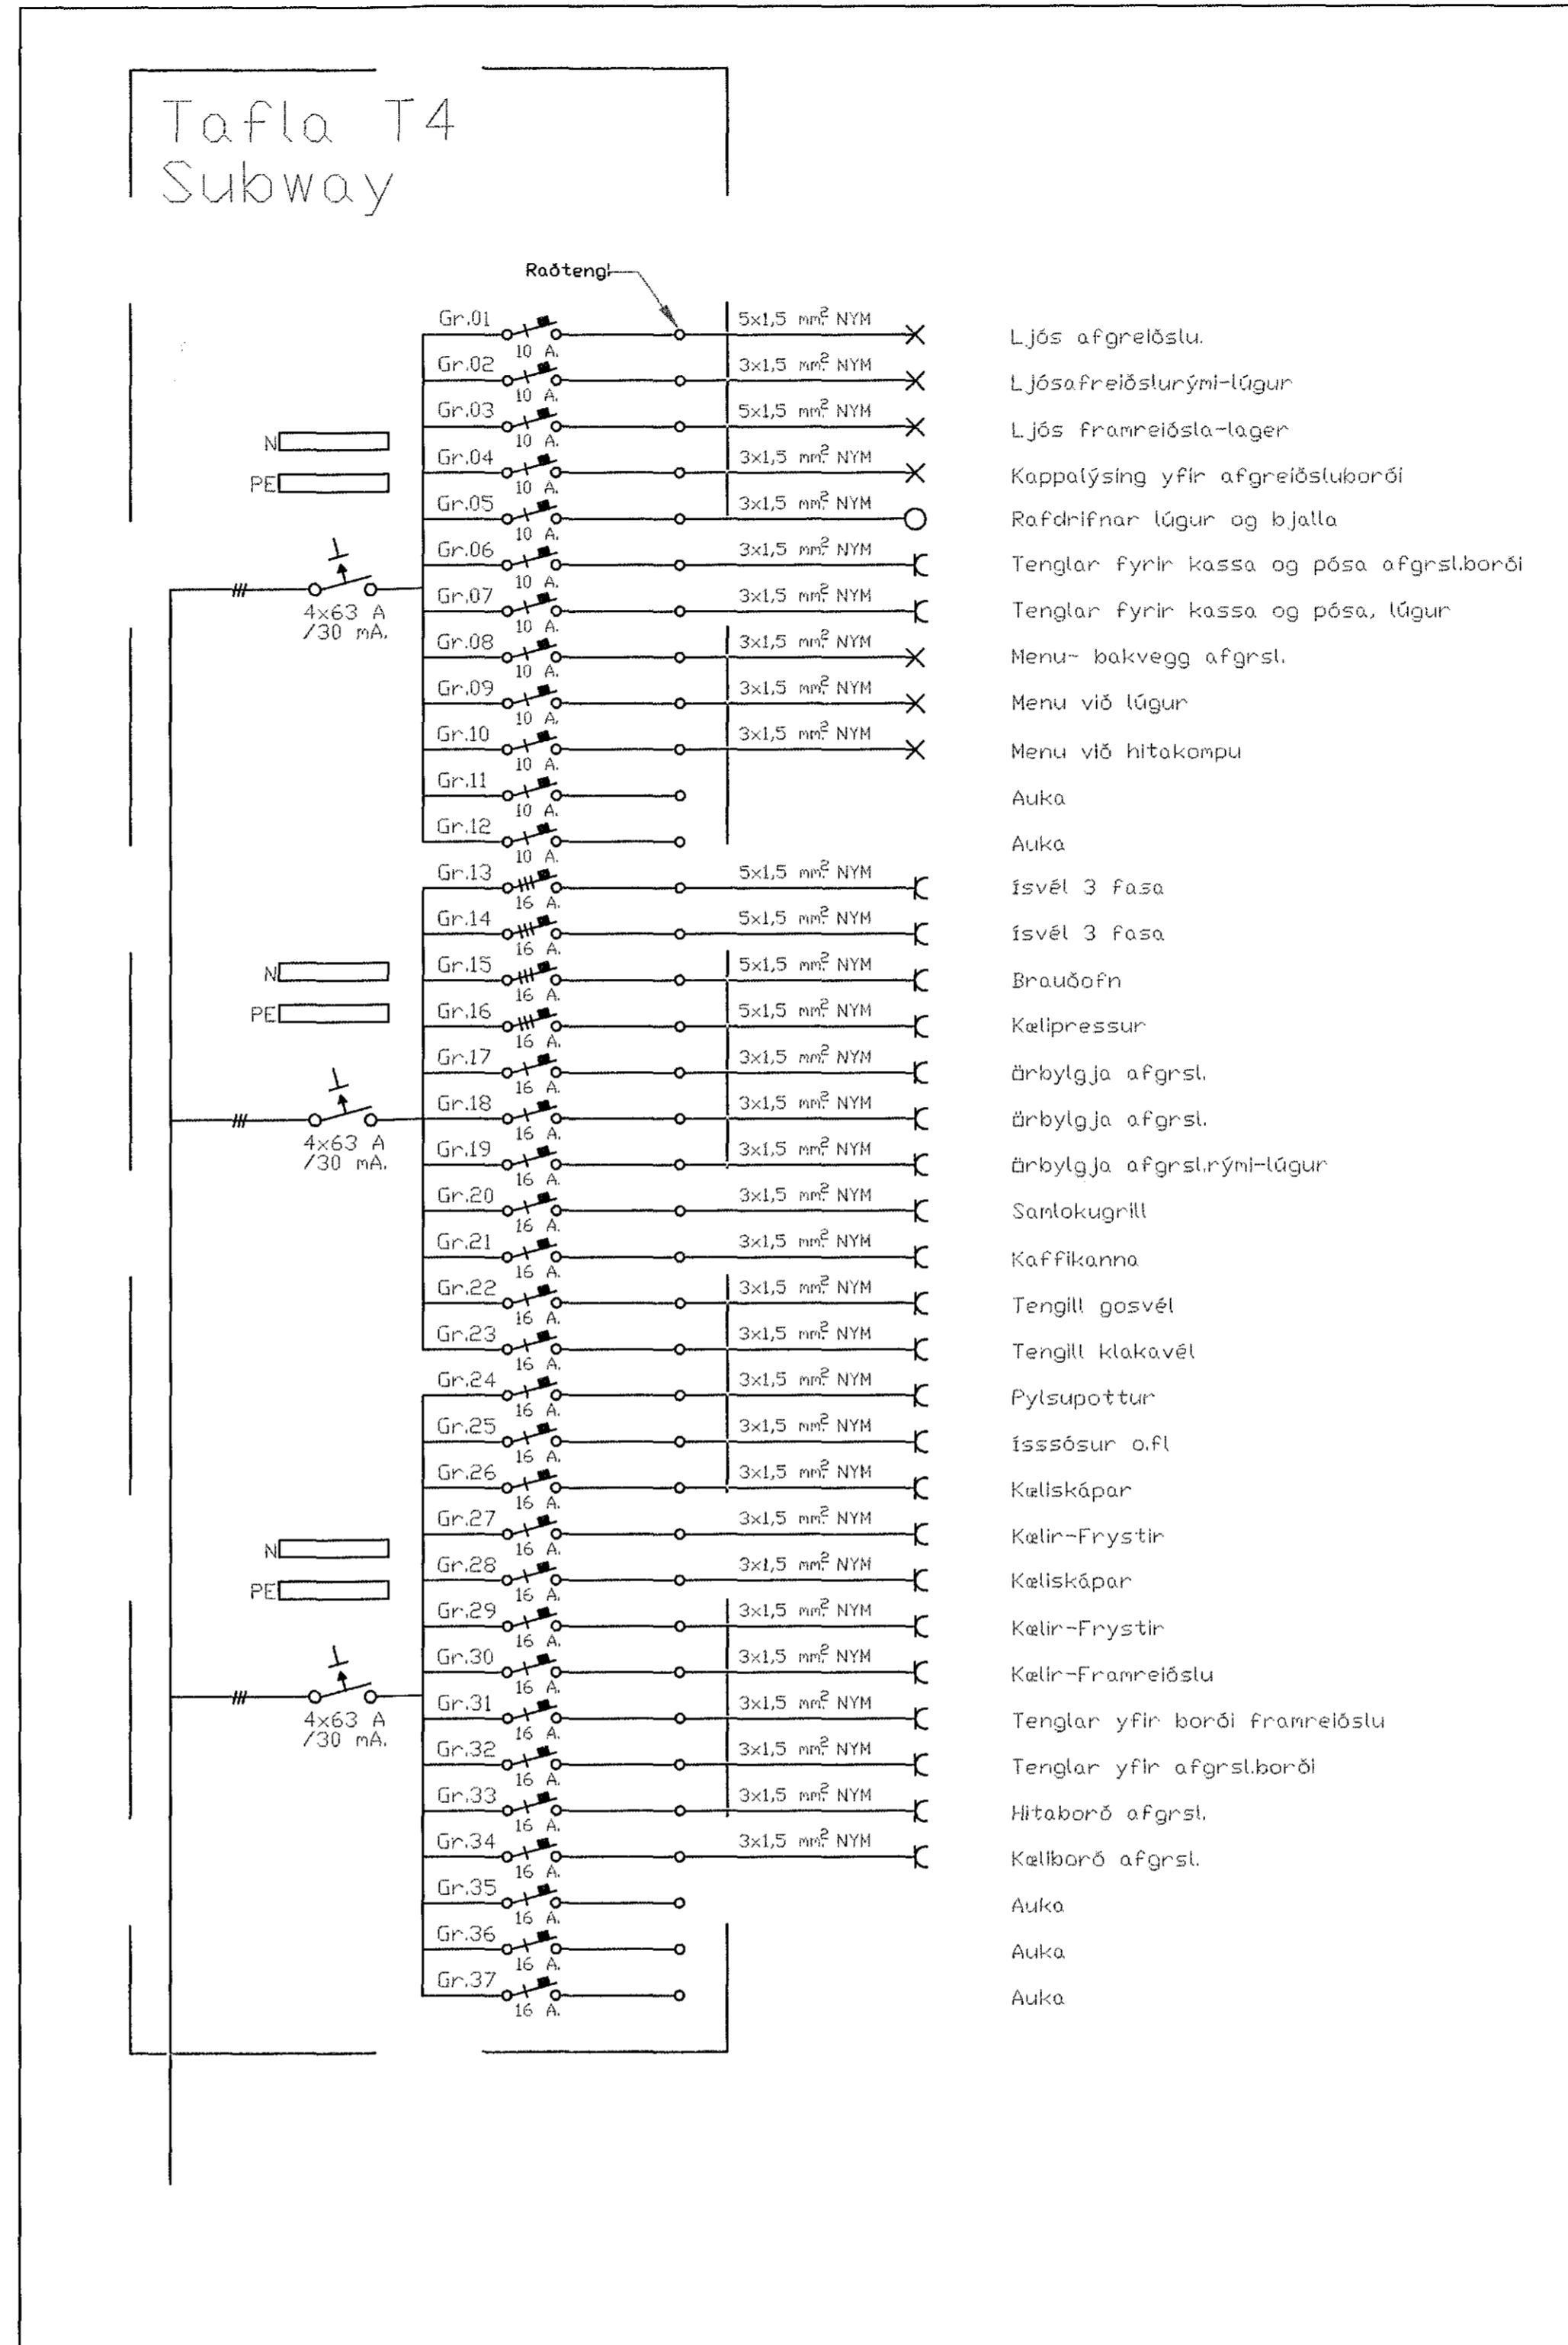 Tafla T4
Subway
Raðtengl
Gr.01 10 A. 5x1,5 mm² NYM Ljós afgreiðslu.
Gr.02 10 A. 3x1,5 mm² NYM Ljósafreiðslurými-lúgur
Gr.03 10 A. 5x1,5 mm² NYM Ljós framreiðsla-lager
N
Gr.04 10 A. 3x1,5 mm² NYM Kappalýsing yfir afgreiðsluborði
PE
Gr.05 10 A. 3x1,5 mm² NYM Rafdrifnar lúgur og bjalla
Gr.06 10 A. 3x1,5 mm² NYM Tenglar fyrir kassa og pósa afgrsl.borði
4x63 A
/30 mA.
Gr.07 10 A. 3x1,5 mm² NYM Tenglar fyrir kassa og pósa, lúgur
Gr.08 10 A. 3x1,5 mm² NYM Menu- bakvegg afgrsl.
Gr.09 10 A. 3x1,5 mm² NYM Menu við lúgur
Gr.10 10 A. 3x1,5 mm² NYM Menu við hitakompu
Gr.11 10 A. Auka
Gr.12 10 A. Auka
Gr.13 16 A. 5x1,5 mm² NYM ísvél 3 fasa
Gr.14 16 A. 5x1,5 mm² NYM ísvél 3 fasa
N
Gr.15 16 A. 5x1,5 mm² NYM Brauðofn
PE
Gr.16 16 A. 5x1,5 mm² NYM Kælipressur
Gr.17 16 A. 3x1,5 mm² NYM örbylgja afgrsl.
Gr.18 16 A. 3x1,5 mm² NYM örbylgja afgrsl.
4x63 A
/30 mA.
Gr.19 16 A. 3x1,5 mm² NYM örbylgja afgrsl.rými-lúgur
Gr.20 16 A. 3x1,5 mm² NYM Samlokugrill
Gr.21 16 A. 3x1,5 mm² NYM Kaffikanna
Gr.22 16 A. 3x1,5 mm² NYM Tengill gosvél
Gr.23 16 A. 3x1,5 mm² NYM Tengill klakavél
Gr.24 16 A. 3x1,5 mm² NYM Pylsupottur
Gr.25 16 A. 3x1,5 mm² NYM ísssósur o.fl
Gr.26 16 A. 3x1,5 mm² NYM Kæliskápar
Gr.27 16 A. 3x1,5 mm² NYM Kælir-Frystir
N
Gr.28 16 A. 3x1,5 mm² NYM Kæliskápar
PE
Gr.29 16 A. 3x1,5 mm² NYM Kælir-Frystir
Gr.30 16 A. 3x1,5 mm² NYM Kælir-Framreiðslu
4x63 A
/30 mA.
Gr.31 16 A. 3x1,5 mm² NYM Tenglar yfir borði framreiðslu
Gr.32 16 A. 3x1,5 mm² NYM Tenglar yfir afgrsl.borði
Gr.33 16 A. 3x1,5 mm² NYM Hitaborð afgrsl.
Gr.34 16 A. 3x1,5 mm² NYM Kæliborð afgrsl.
Gr.35 16 A. Auka
Gr.36 16 A. Auka
Gr.37 16 A. Auka